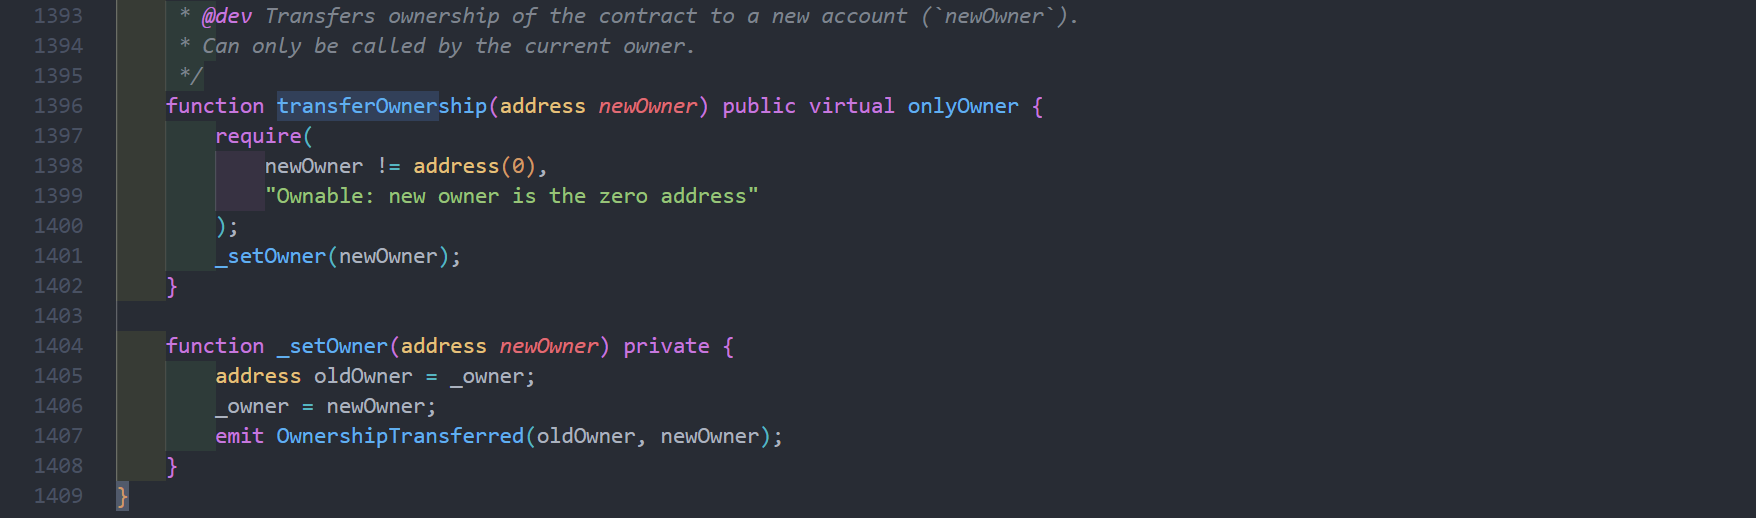 1393 * @dev Transfers ownership of the contract to a new account (`newOwner`).
1394 * Can only be called by the current owner.
1395 */
1396 function transferOwnership(address newOwner) public virtual onlyOwner {
1397 require(
1398 newOwner != address(0),
1399 "Ownable: new owner is the zero address"
1400 );
1401 _setOwner(newOwner);
1402 }
1403
1404 function _setOwner(address newOwner) private {
1405 address oldOwner = _owner;
1406 _owner = newOwner;
1407 emit OwnershipTransferred(oldOwner, newOwner);
1408 }
1409 }